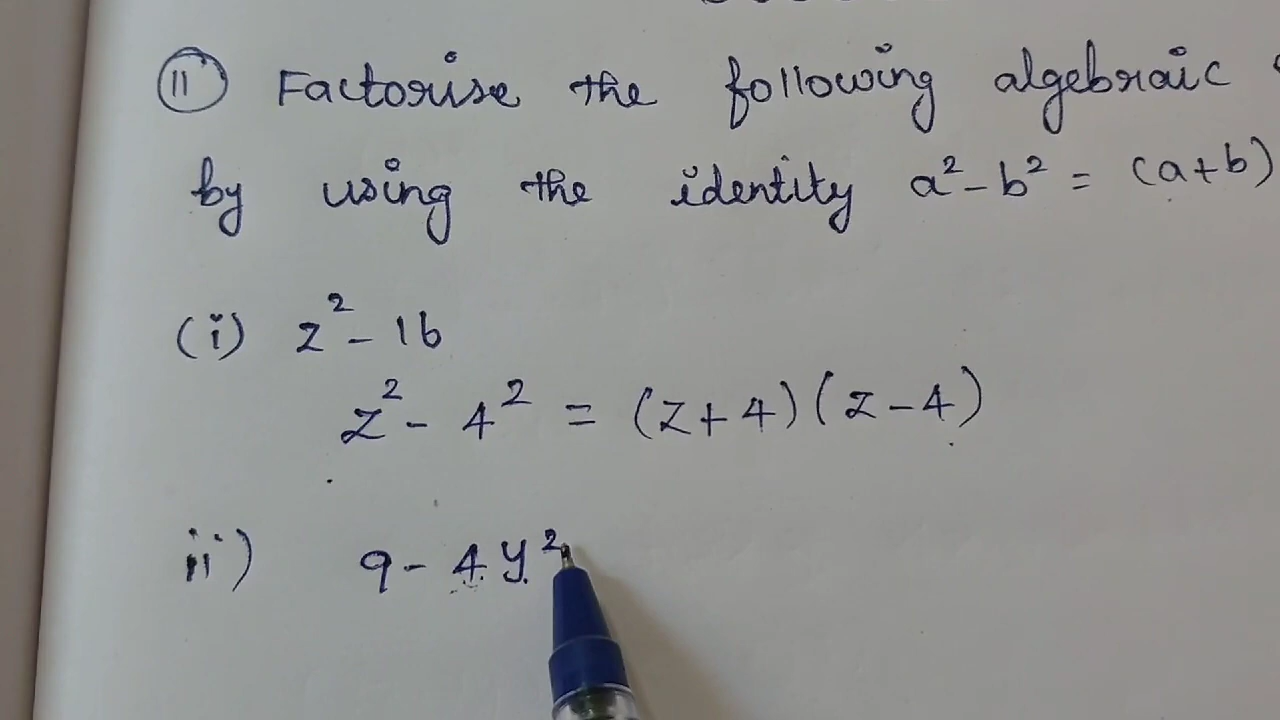 11 Factorise the following algebraic
by using the identity a² - b² = (a+b)
(i) z² - 16
z² - 4² = (z+4)(z-4)
ii) 9 - 4y²